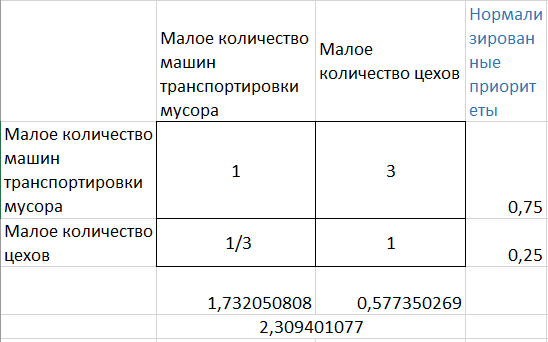 Малое количество
машин
транспортировки
мусора
Малое
количество цехов
Нормали
зирован
ные
приорит
еты
Малое количество
машин
транспортировки
мусора
1
3
0,75
Малое количество
цехов
1/3
1
0,25
1,732050808
0,577350269
2,309401077